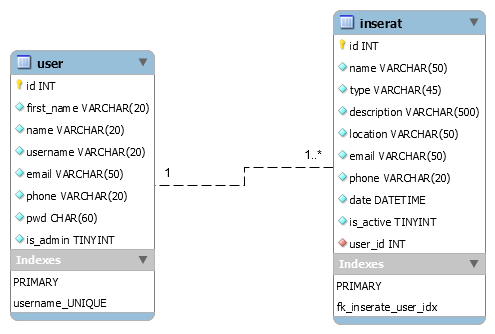 user
id INT
first_name VARCHAR(20)
name VARCHAR(20)
username VARCHAR(20)
email VARCHAR(50)
phone VARCHAR(20)
pwd CHAR(60)
is_admin TINYINT
Indexes
PRIMARY
username_UNIQUE
1
1..*
inserat
id INT
name VARCHAR(50)
type VARCHAR(45)
description VARCHAR(500)
location VARCHAR(50)
email VARCHAR(50)
phone VARCHAR(20)
date DATETIME
is_active TINYINT
user_id INT
Indexes
PRIMARY
fk_inserate_user_idx